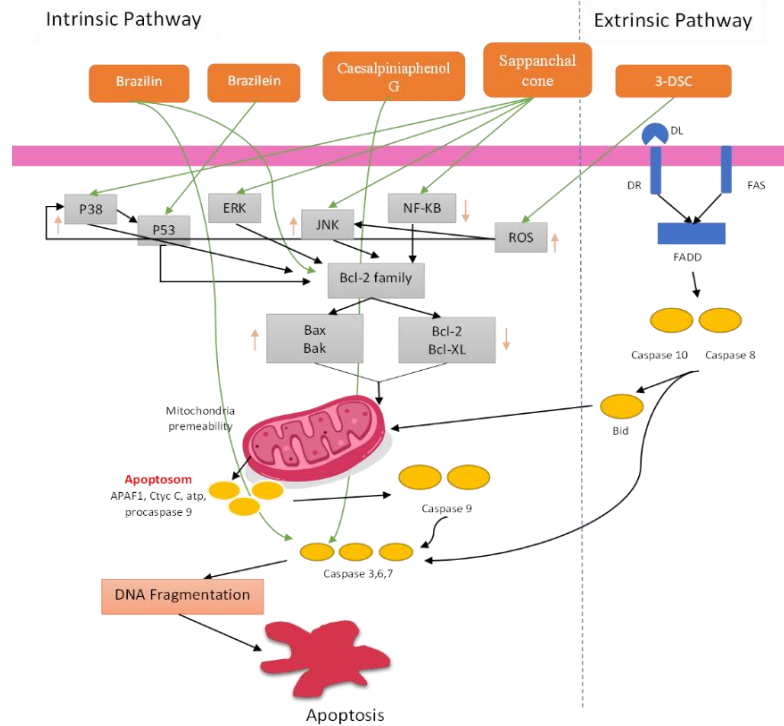 Intrinsic Pathway
Extrinsic Pathway
Brazilin
Brazilein
Caesalpiniaphenol
G
Sappanchal
cone
3-DSC
DL
DR
FAS
P38
P53
ERK
JNK
NF-KB
ROS
FADD
Bcl-2 family
Bax
Bak
Bcl-2
Bcl-XL
Caspase 10
Caspase 8
Mitochondria
premeability
Bid
Apoptosom
APAF1, Ctyc C, atp,
procaspase 9
Caspase 9
Caspase 3,6,7
DNA Fragmentation
Apoptosis